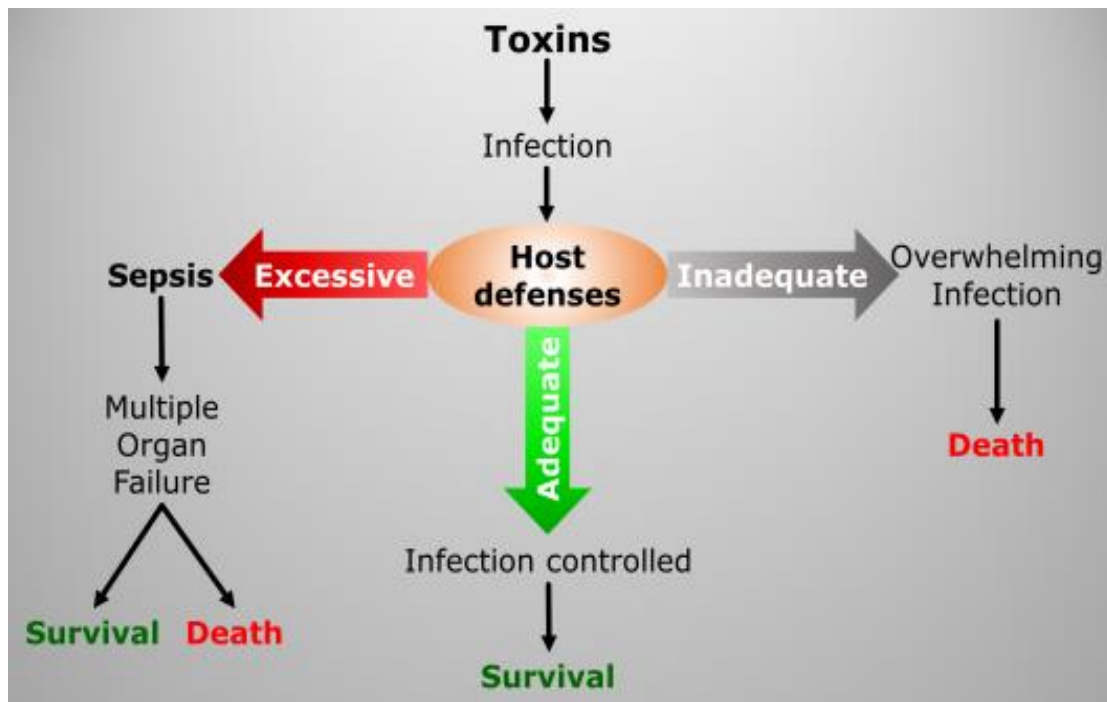 Toxins
Infection
Host
defenses
Excessive
Sepsis
Multiple
Organ
Failure
Survival
Death
Adequate
Infection controlled
Survival
Inadequate
Overwhelming
Infection
Death